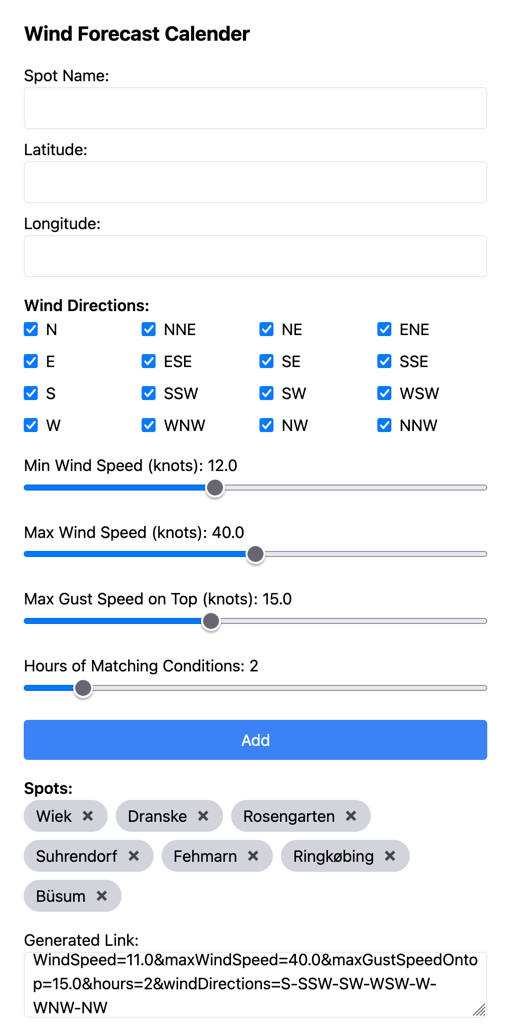 Wind Forecast Calender
Spot Name:
Latitude:
Longitude:
Wind Directions:
N NNE NE ENE
E ESE SE SSE
S SSW SW WSW
W WNW NW NNW
Min Wind Speed (knots): 12.0
Max Wind Speed (knots): 40.0
Max Gust Speed on Top (knots): 15.0
Hours of Matching Conditions: 2
Add
Spots:
Wiek × Dranske × Rosengarten ×
Suhrendorf × Fehmarn × Ringkøbing ×
Büsum ×
Generated Link:
WindSpeed=11.0&maxWindSpeed=40.0&maxGustSpeedOnto
p=15.0&hours=2&windDirections=S-SSW-SW-WSW-W-
WNW-NW